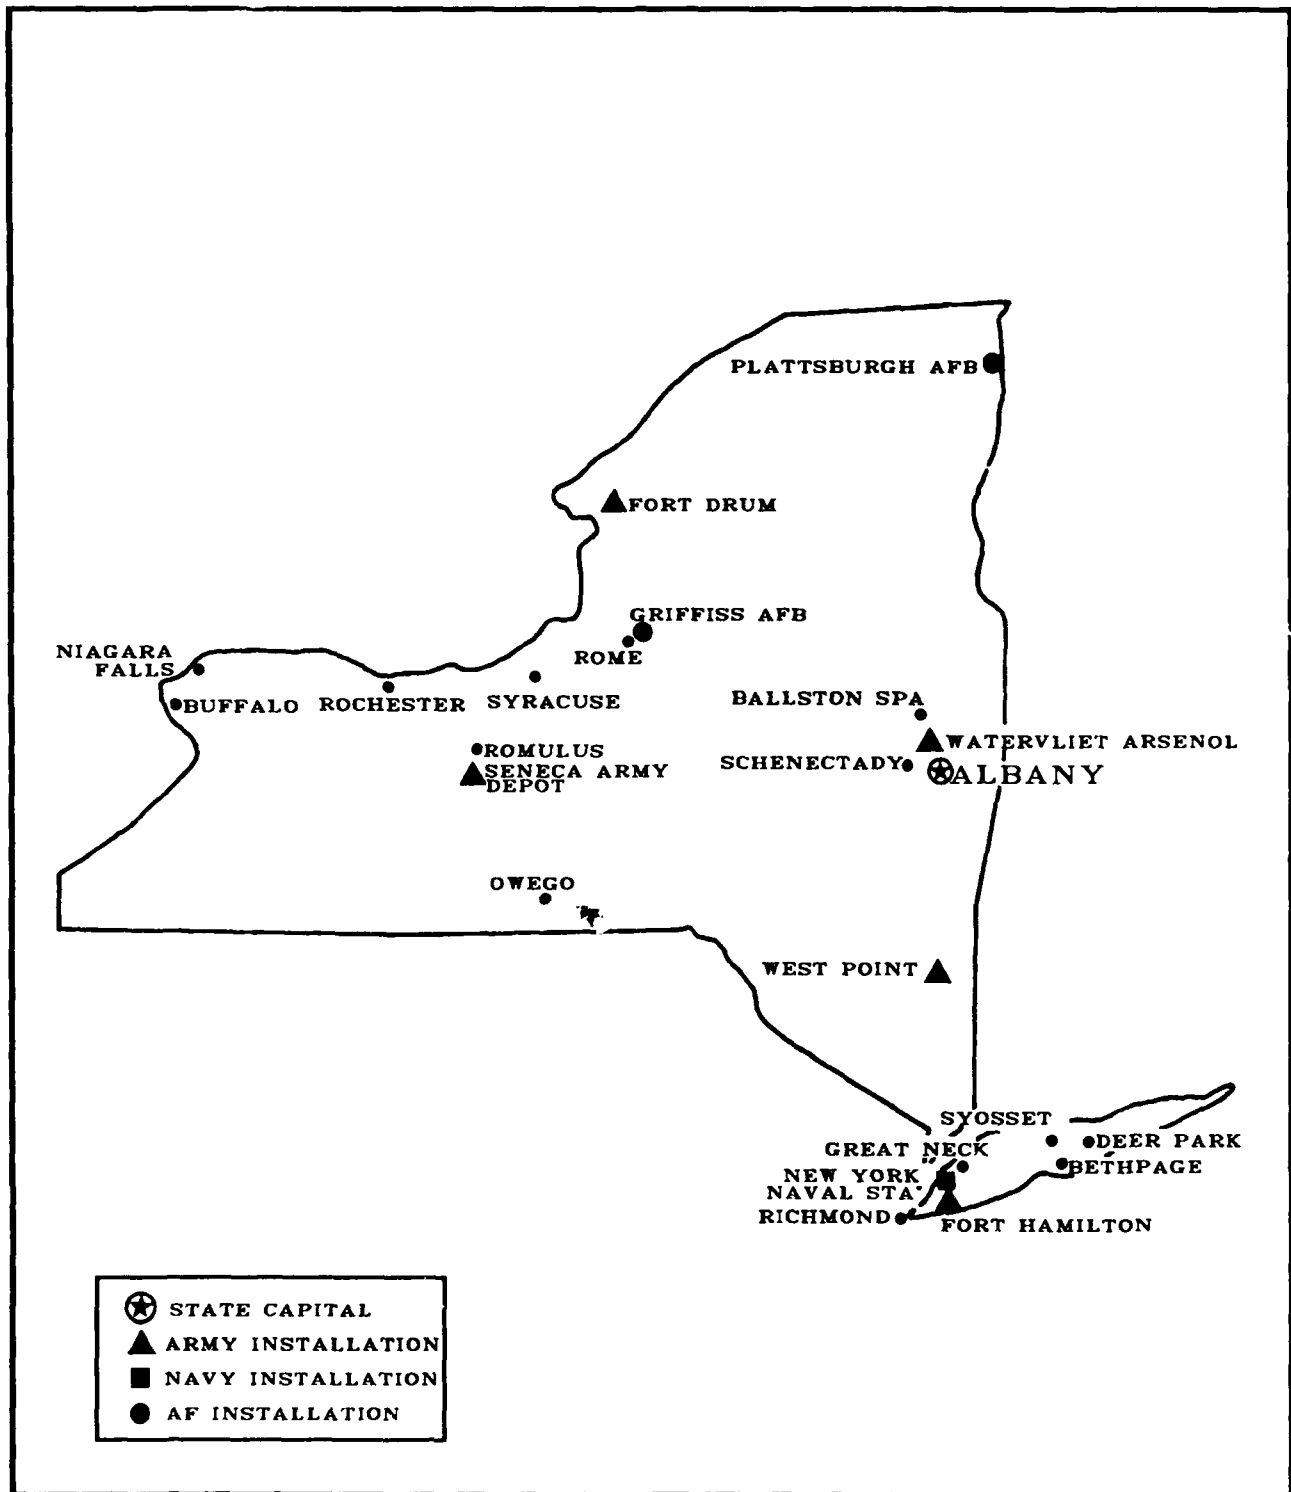 PLATTSBURGH AFB
FORT DRUM
GRIFFISS AFB
ROME
NIAGARA
FALLS
BUFFALO
ROCHESTER
SYRACUSE
BALLSTON SPA
WATERVLIET ARSENOL
ROMULUS
SCHENECTADY
SENECA ARMY
DEPOT
ALBANY
OWEGO
WEST POINT
SYOSSET
GREAT NECK
DEER PARK
BETHPAGE
NEW YORK
NAVAL STA
RICHMOND
FORT HAMILTON
STATE CAPITAL
ARMY INSTALLATION
NAVY INSTALLATION
AF INSTALLATION